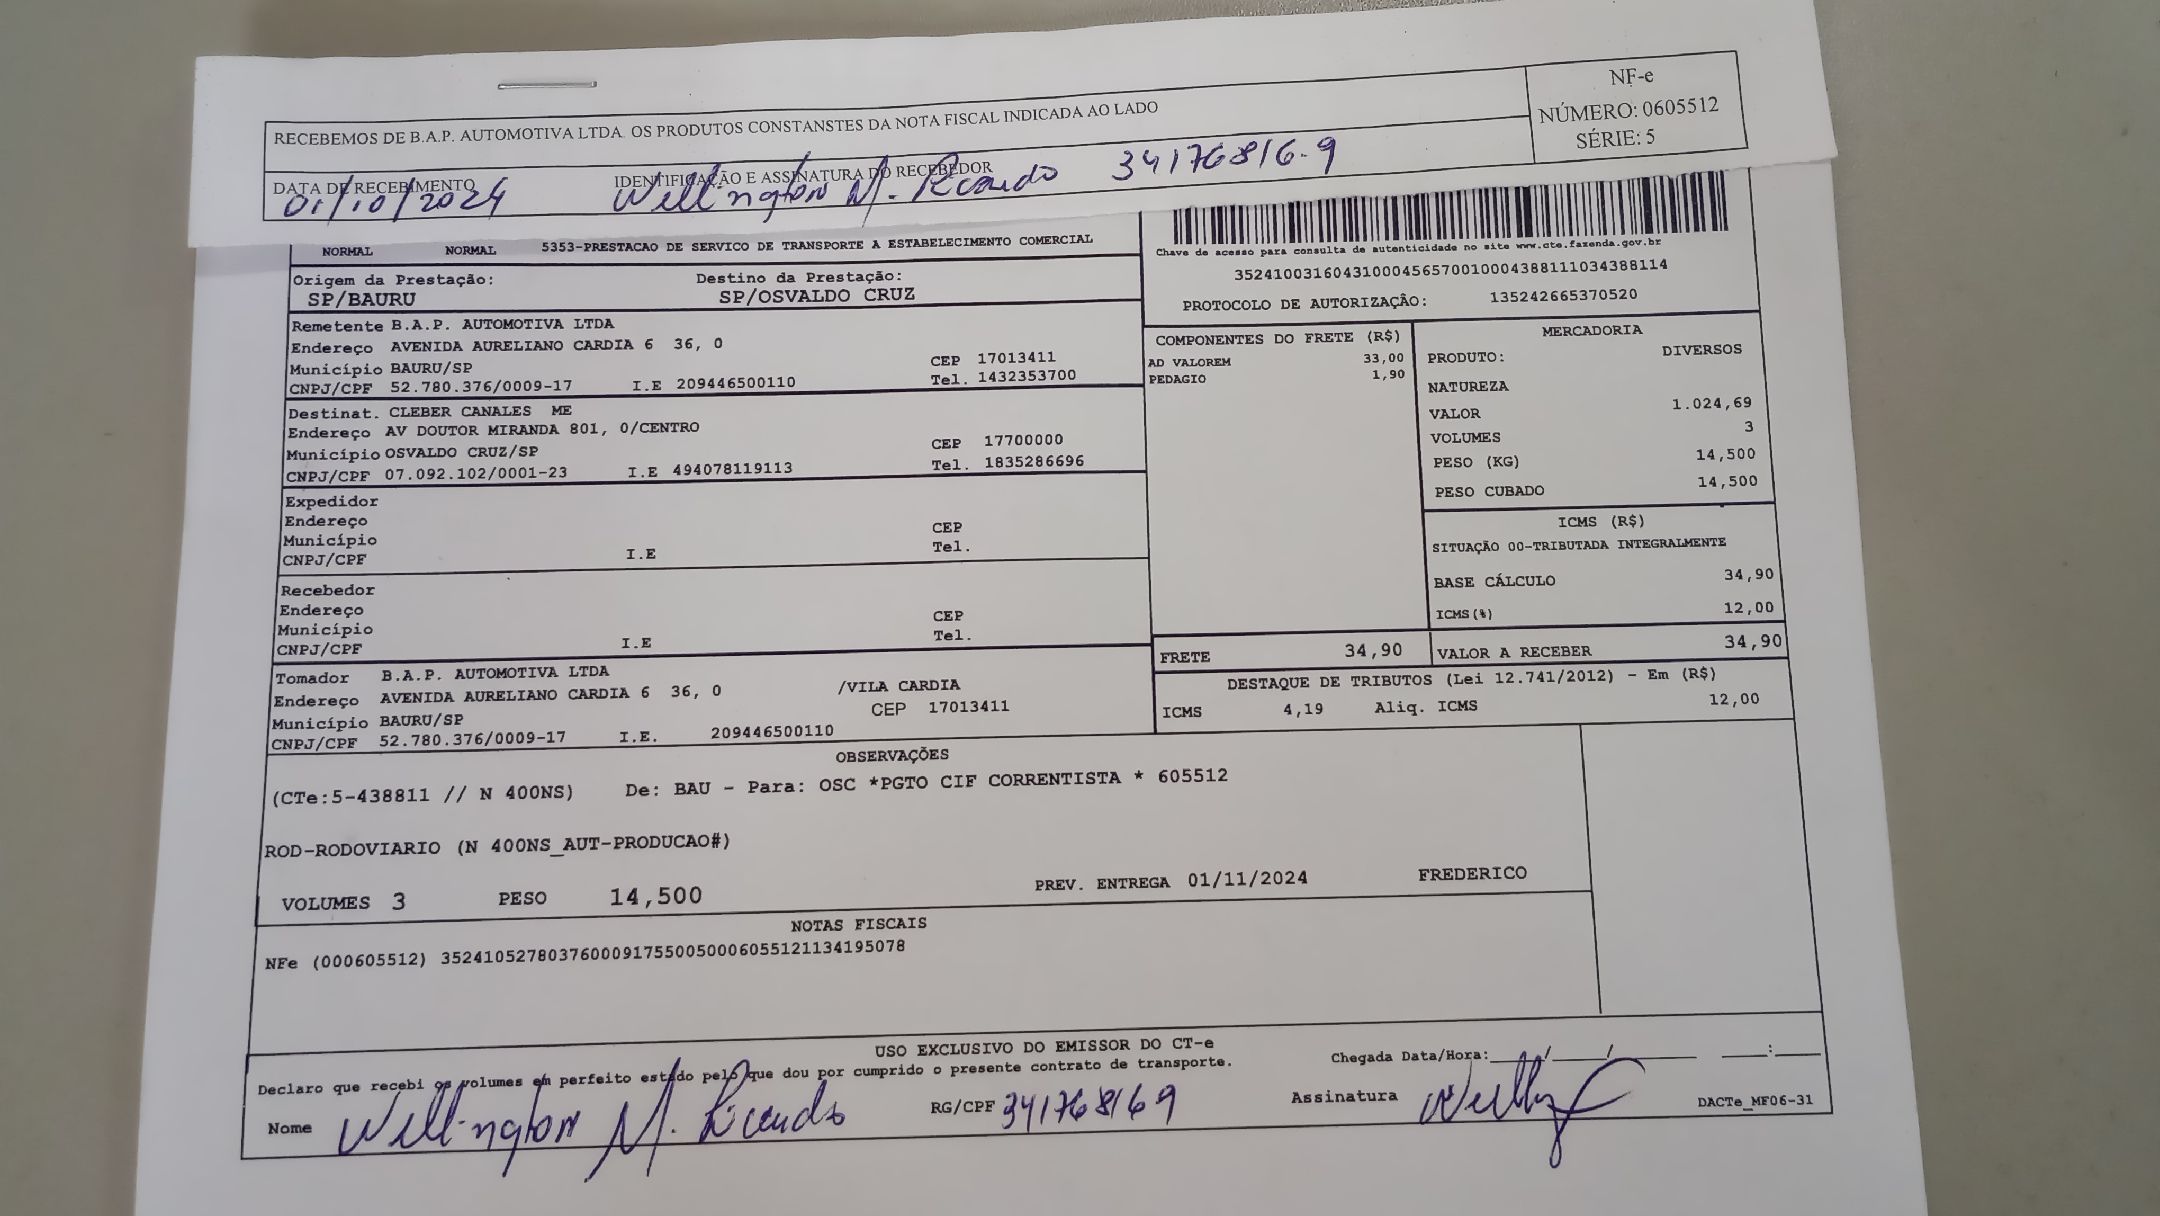 RECEBEMOS DE B.A.P. AUTOMOTIVA LTDA. OS PRODUTOS CONSTANSTES DA NOTA FISCAL INDICADA AO LADO
NF-e
NÚMERO: 0605512
SÉRIE: 5
DATA DE RECEBIMENTO
01/10/2024
IDENTIFICAÇÃO E ASSINATURA DO RECEBEDOR
Wellington M. Ricardo 34176816-9
NORMAL NORMAL 5353-PRESTACAO DE SERVICO DE TRANSPORTE A ESTABELECIMENTO COMERCIAL
Chave de acesso para consulta de autenticidade no site www.cte.fazenda.gov.br
35241003160431000456570010004388111034388114
PROTOCOLO DE AUTORIZAÇÃO: 135242665370520
Origem da Prestação: Destino da Prestação:
SP/BAURU SP/OSVALDO CRUZ
Remetente B.A.P. AUTOMOTIVA LTDA
Endereço AVENIDA AURELIANO CARDIA 6 36, 0
Município BAURU/SP CEP 17013411
CNPJ/CPF 52.780.376/0009-17 I.E 209446500110 Tel. 1432353700
Destinat. CLEBER CANALES ME
Endereço AV DOUTOR MIRANDA 801, 0/CENTRO
Município OSVALDO CRUZ/SP CEP 17700000
CNPJ/CPF 07.092.102/0001-23 I.E 494078119113 Tel. 1835286696
Expedidor
Endereço
Município CEP
CNPJ/CPF I.E Tel.
Recebedor
Endereço
Município CEP
CNPJ/CPF I.E Tel.
Tomador B.A.P. AUTOMOTIVA LTDA
Endereço AVENIDA AURELIANO CARDIA 6 36, 0 /VILA CARDIA
Município BAURU/SP CEP 17013411
CNPJ/CPF 52.780.376/0009-17 I.E. 209446500110
COMPONENTES DO FRETE (R$)
AD VALOREM 33,00
PEDAGIO 1,90
MERCADORIA
PRODUTO: DIVERSOS
NATUREZA
VALOR 1.024,69
VOLUMES 3
PESO (KG) 14,500
PESO CUBADO 14,500
ICMS (R$)
SITUAÇÃO 00-TRIBUTADA INTEGRALMENTE
BASE CÁLCULO 34,90
ICMS(%) 12,00
FRETE 34,90 VALOR A RECEBER 34,90
DESTAQUE DE TRIBUTOS (Lei 12.741/2012) - Em (R$)
ICMS 4,19 Aliq. ICMS 12,00
OBSERVAÇÕES
(CTe:5-438811 // N 400NS) De: BAU - Para: OSC *PGTO CIF CORRENTISTA * 605512
ROD-RODOVIARIO (N 400NS_AUT-PRODUCAO#)
VOLUMES 3 PESO 14,500 PREV. ENTREGA 01/11/2024 FREDERICO
NOTAS FISCAIS
NFe (000605512) 35241052780376000917550050006055121134195078
USO EXCLUSIVO DO EMISSOR DO CT-e
Declaro que recebi os volumes em perfeito estado pelo que dou por cumprido o presente contrato de transporte.
Chegada Data/Hora:___/___/___ ___:___
Nome Wellington M. Ricardo RG/CPF 341768169 Assinatura
DACTe_MF06-31